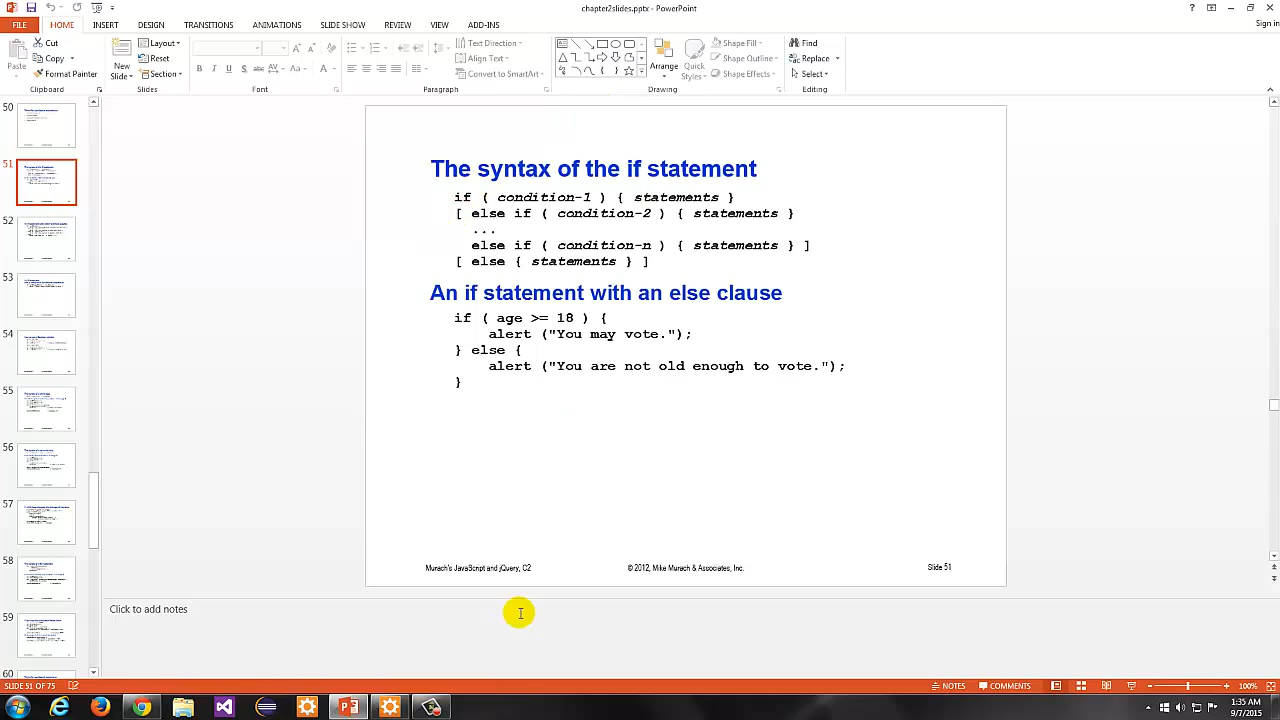 chapter2slides.pptx - PowerPoint
Sign in
FILE HOME INSERT DESIGN TRANSITIONS ANIMATIONS SLIDE SHOW REVIEW VIEW ADD-INS
Paste
Cut
Copy
Format Painter
Clipboard
New Slide
Layout
Reset
Section
Slides
Font
Text Direction
Align Text
Convert to SmartArt
Paragraph
Arrange
Quick Styles
Shape Fill
Shape Outline
Shape Effects
Drawing
Find
Replace
Select
Editing
50
51
52
53
54
55
56
57
58
59
60
The syntax of the if statement
if ( condition-1 ) { statements }
[ else if ( condition-2 ) { statements }
...
else if ( condition-n ) { statements } ]
[ else { statements } ]
An if statement with an else clause
if ( age >= 18 ) {
alert ("You may vote.");
} else {
alert ("You are not old enough to vote.");
}
Murach's JavaScript and jQuery, C2
© 2012, Mike Murach & Associates, Inc.
Slide 51
Click to add notes
SLIDE 51 OF 75
NOTES COMMENTS 100%
1:35 AM
9/7/2015